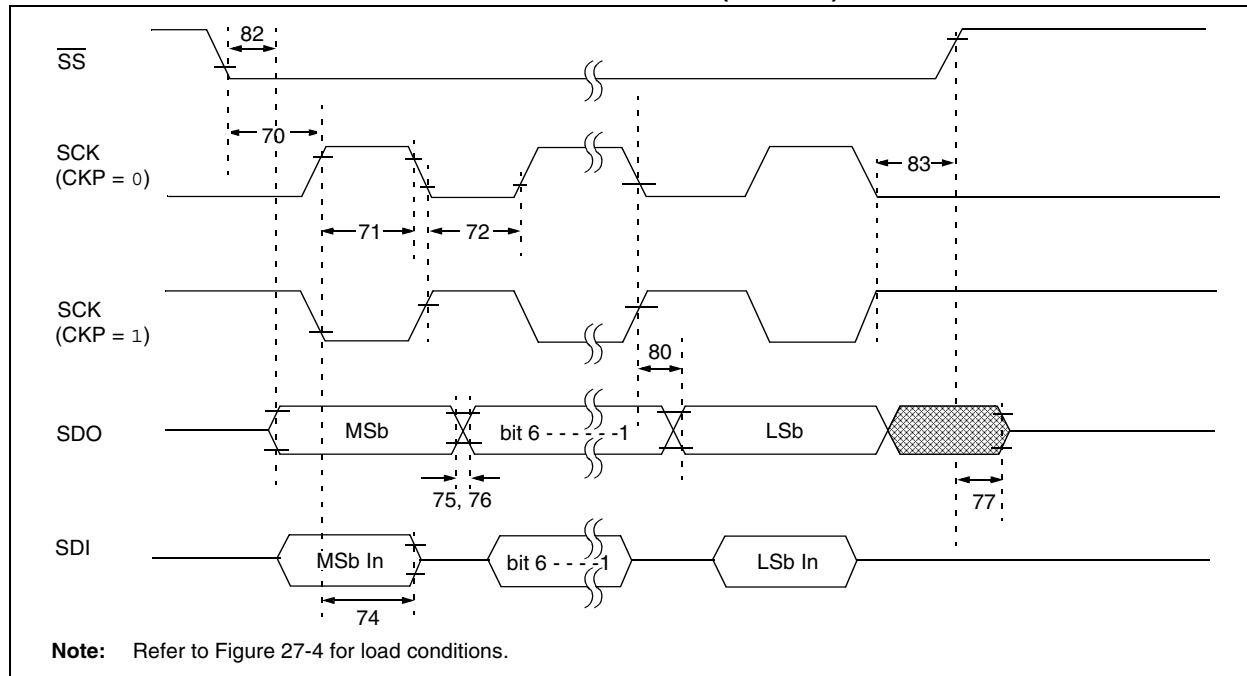 82
SS
70
SCK
(CKP = 0)
83
71
72
SCK
(CKP = 1)
80
SDO
MSb
bit 6 - - - - - -1
LSb
75, 76
77
SDI
MSb In
bit 6 - - - -1
LSb In
74
Note: Refer to Figure 27-4 for load conditions.